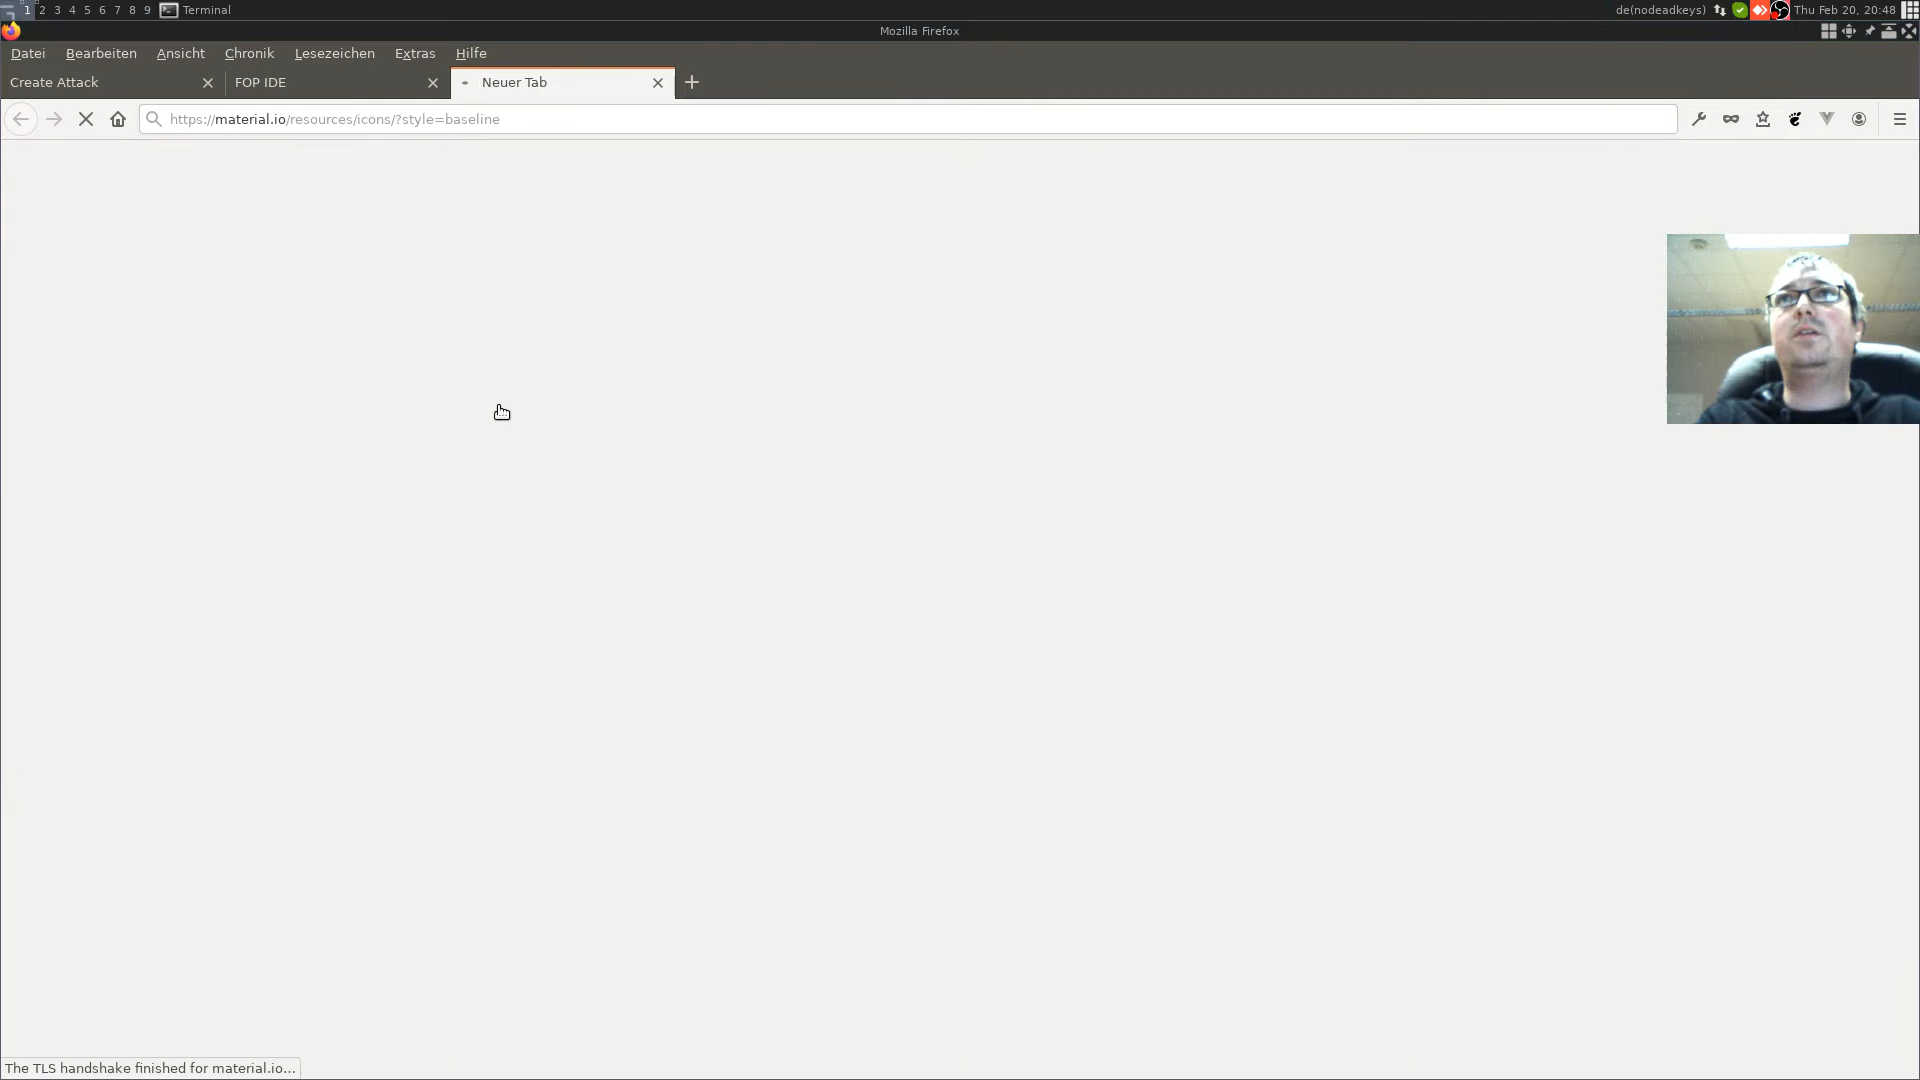 1 2 3 4 5 6 7 8 9 Terminal de(nodeadkeys) Thu Feb 20, 20:48
Mozilla Firefox
Datei Bearbeiten Ansicht Chronik Lesezeichen Extras Hilfe
Create Attack FOP IDE Neuer Tab
https://material.io/resources/icons/?style=baseline
The TLS handshake finished for material.io...